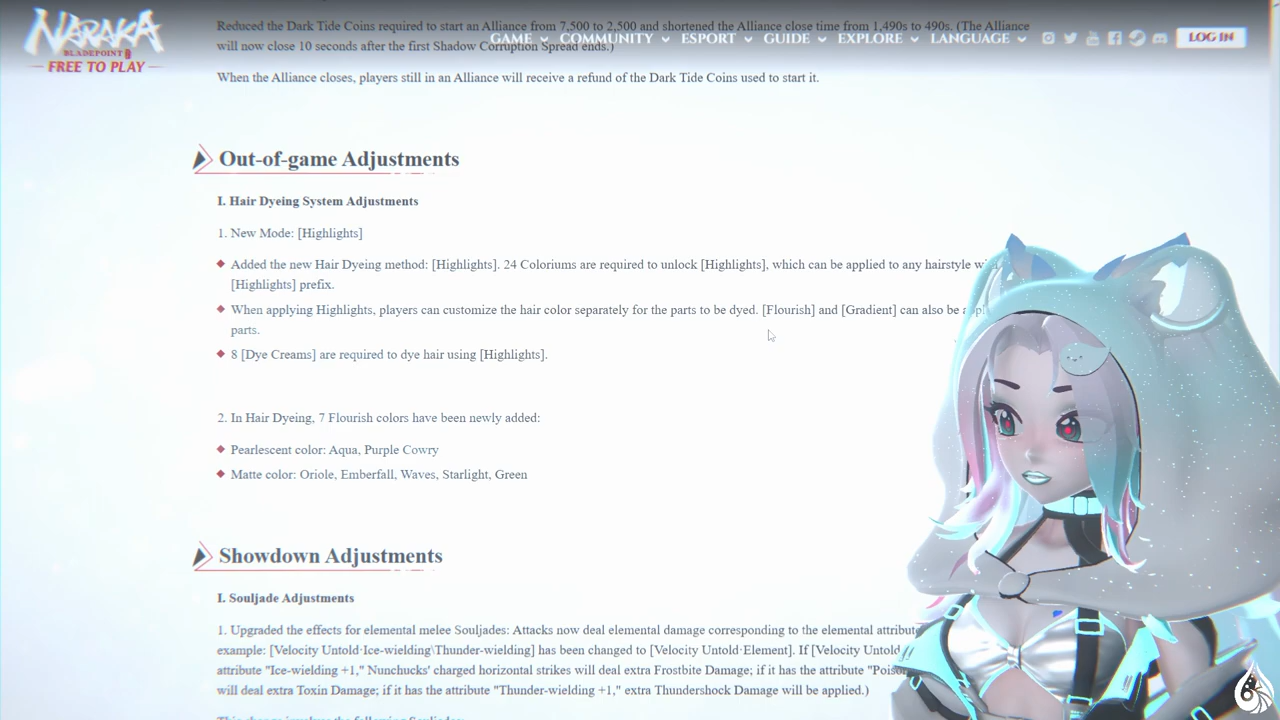 NARAKA
BLADEPOINT
FREE TO PLAY
GAME COMMUNITY ESPORT GUIDE EXPLORE LANGUAGE LOG IN
Reduced the Dark Tide Coins required to start an Alliance from 7,500 to 2,500 and shortened the Alliance close time from 1,490s to 490s. (The Alliance
will now close 10 seconds after the first Shadow Corruption Spread ends.)
When the Alliance closes, players still in an Alliance will receive a refund of the Dark Tide Coins used to start it.
Out-of-game Adjustments
I. Hair Dyeing System Adjustments
1. New Mode: [Highlights]
Added the new Hair Dyeing method: [Highlights]. 24 Coloriums are required to unlock [Highlights], which can be applied to any hairstyle
[Highlights] prefix.
When applying Highlights, players can customize the hair color separately for the parts to be dyed. [Flourish] and [Gradient] can also be
parts.
8 [Dye Creams] are required to dye hair using [Highlights].
2. In Hair Dyeing, 7 Flourish colors have been newly added:
Pearlescent color: Aqua, Purple Cowry
Matte color: Oriole, Emberfall, Waves, Starlight, Green
Showdown Adjustments
I. Souljade Adjustments
1. Upgraded the effects for elemental melee Souljades: Attacks now deal elemental damage corresponding to the elemental
example: [Velocity Untold·Ice-wielding\Thunder-wielding] has been changed to [Velocity Untold·Element]. If [Velocity Untold
attribute "Ice-wielding +1," Nunchucks' charged horizontal strikes will deal extra Frostbite Damage; if it has the attribute
will deal extra Toxin Damage; if it has the attribute "Thunder-wielding +1," extra Thundershock Damage will be applied.)